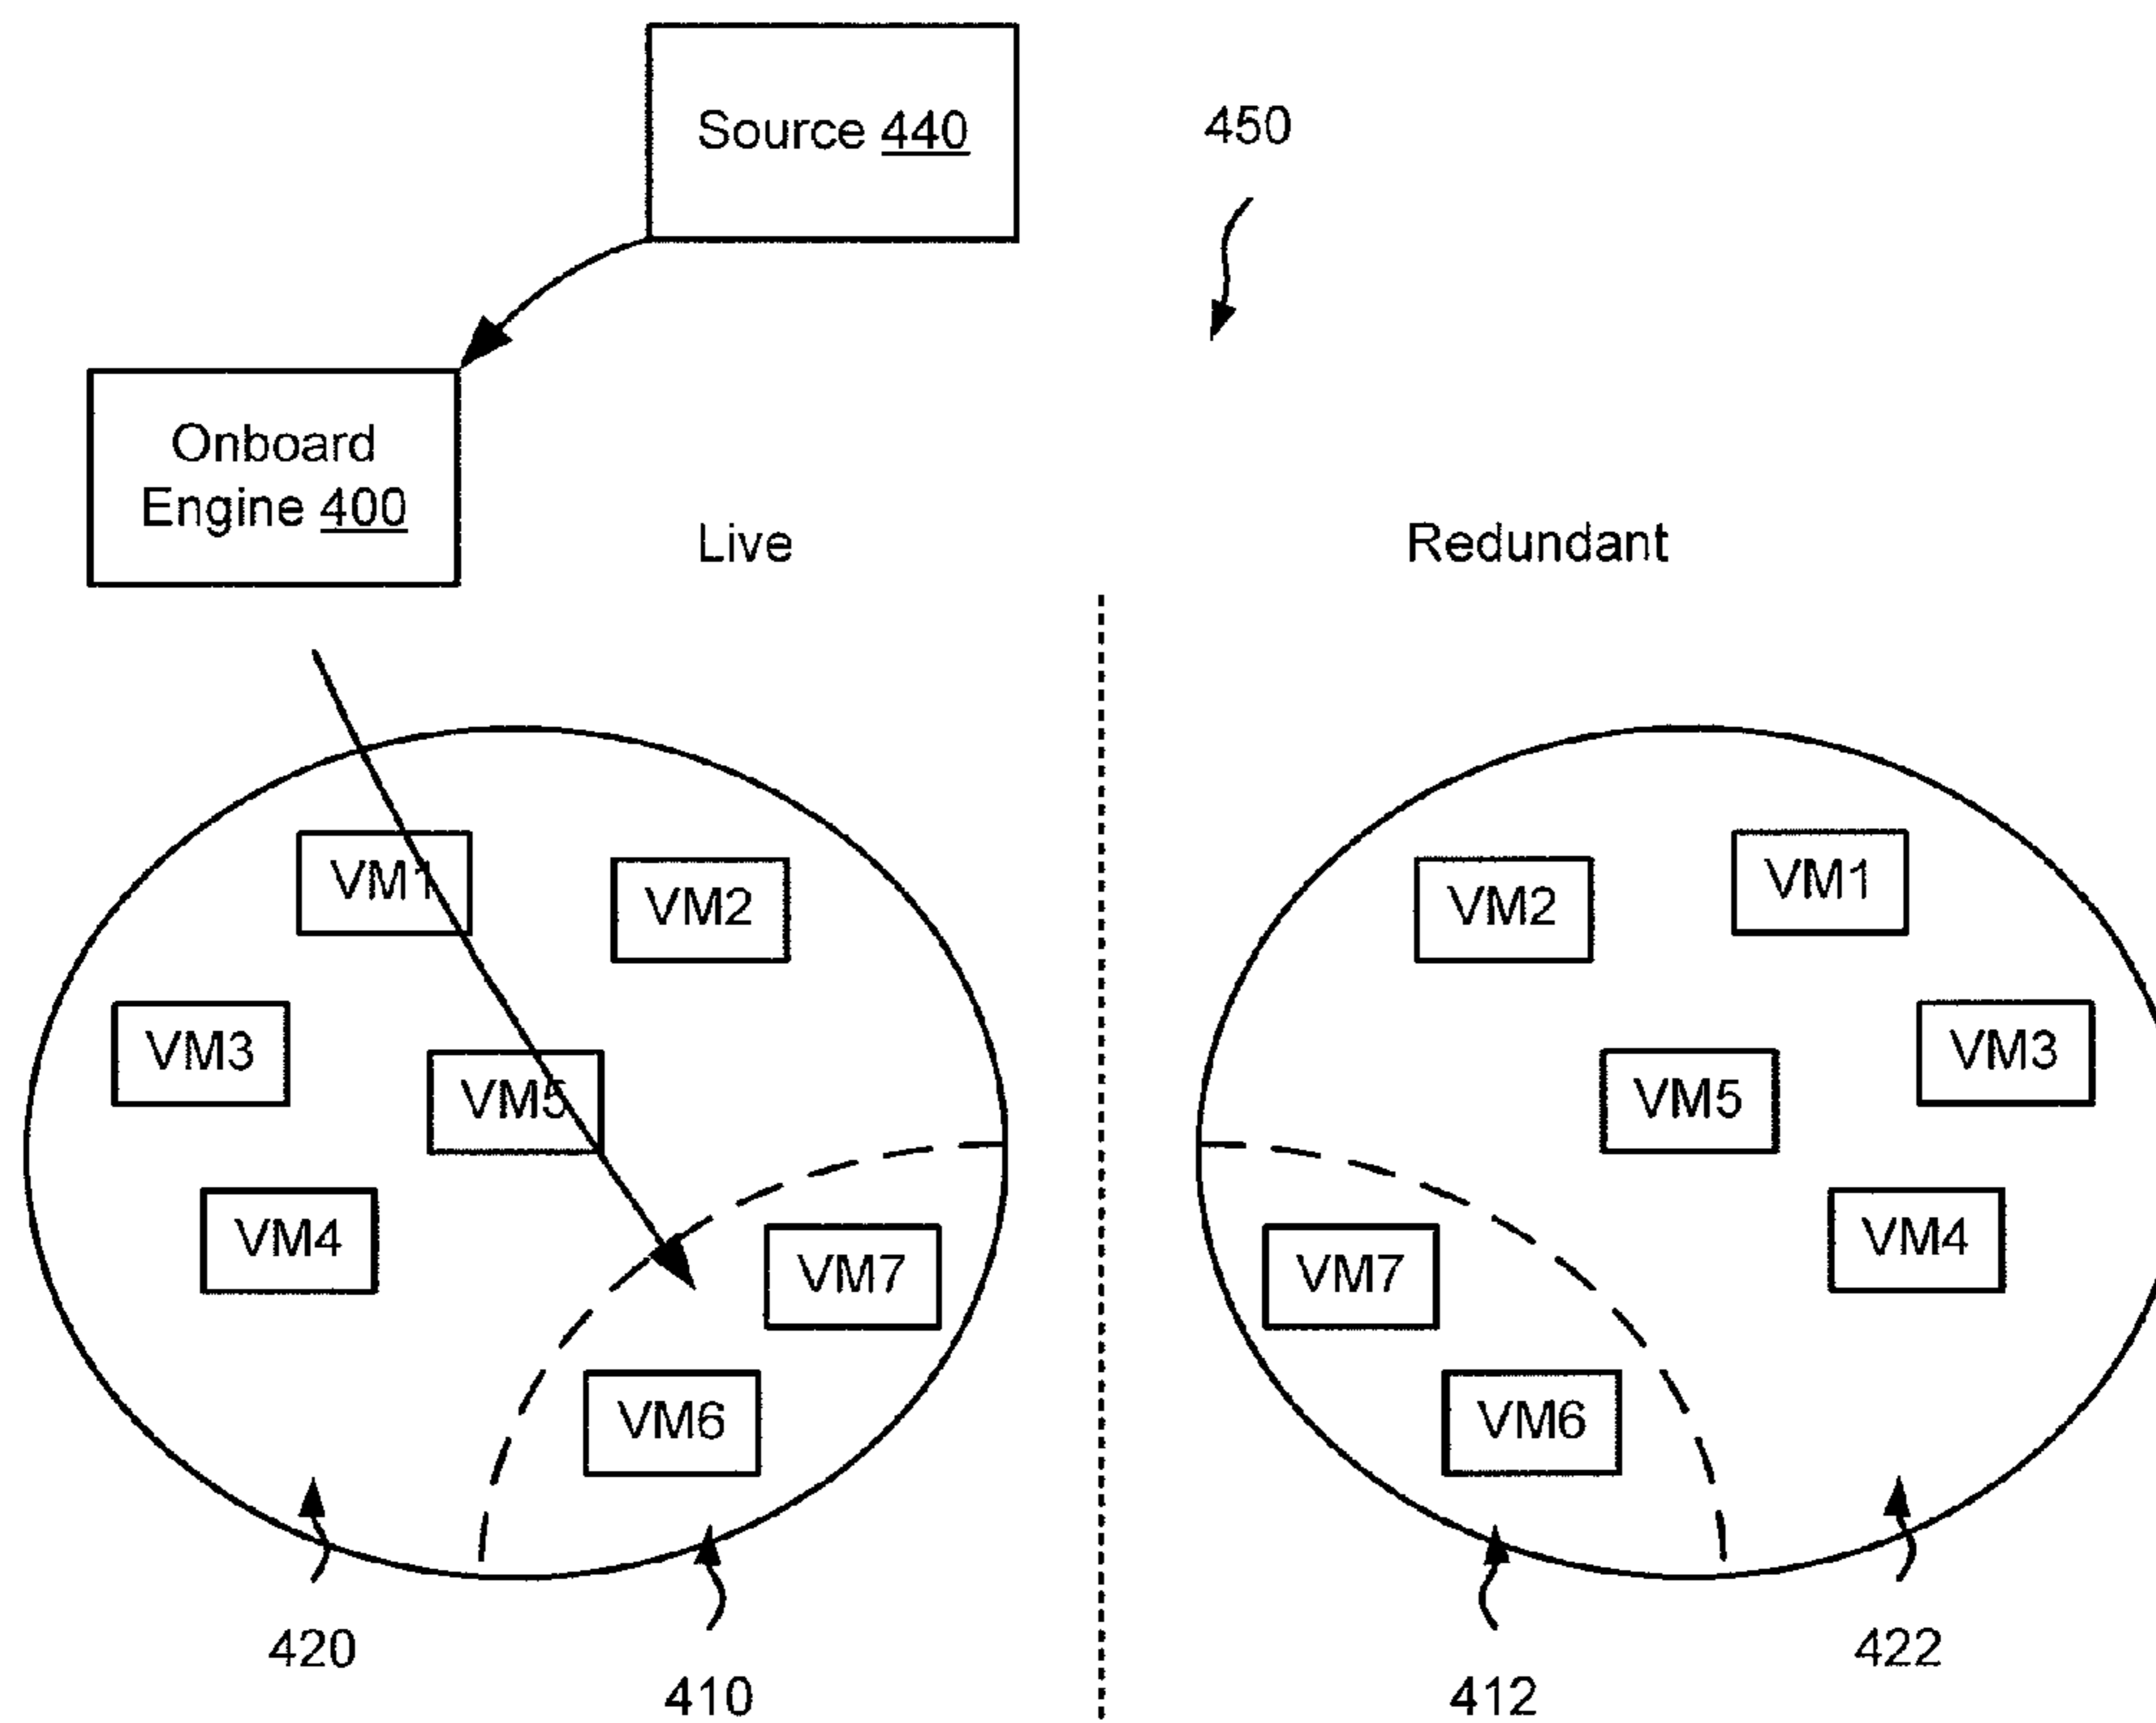 Source 440
450
Onboard
Engine 400
Live
Redundant
VM1
VM2
VM3
VM5
VM4
VM7
VM6
420
410
VM2
VM1
VM3
VM5
VM4
VM7
VM6
412
422